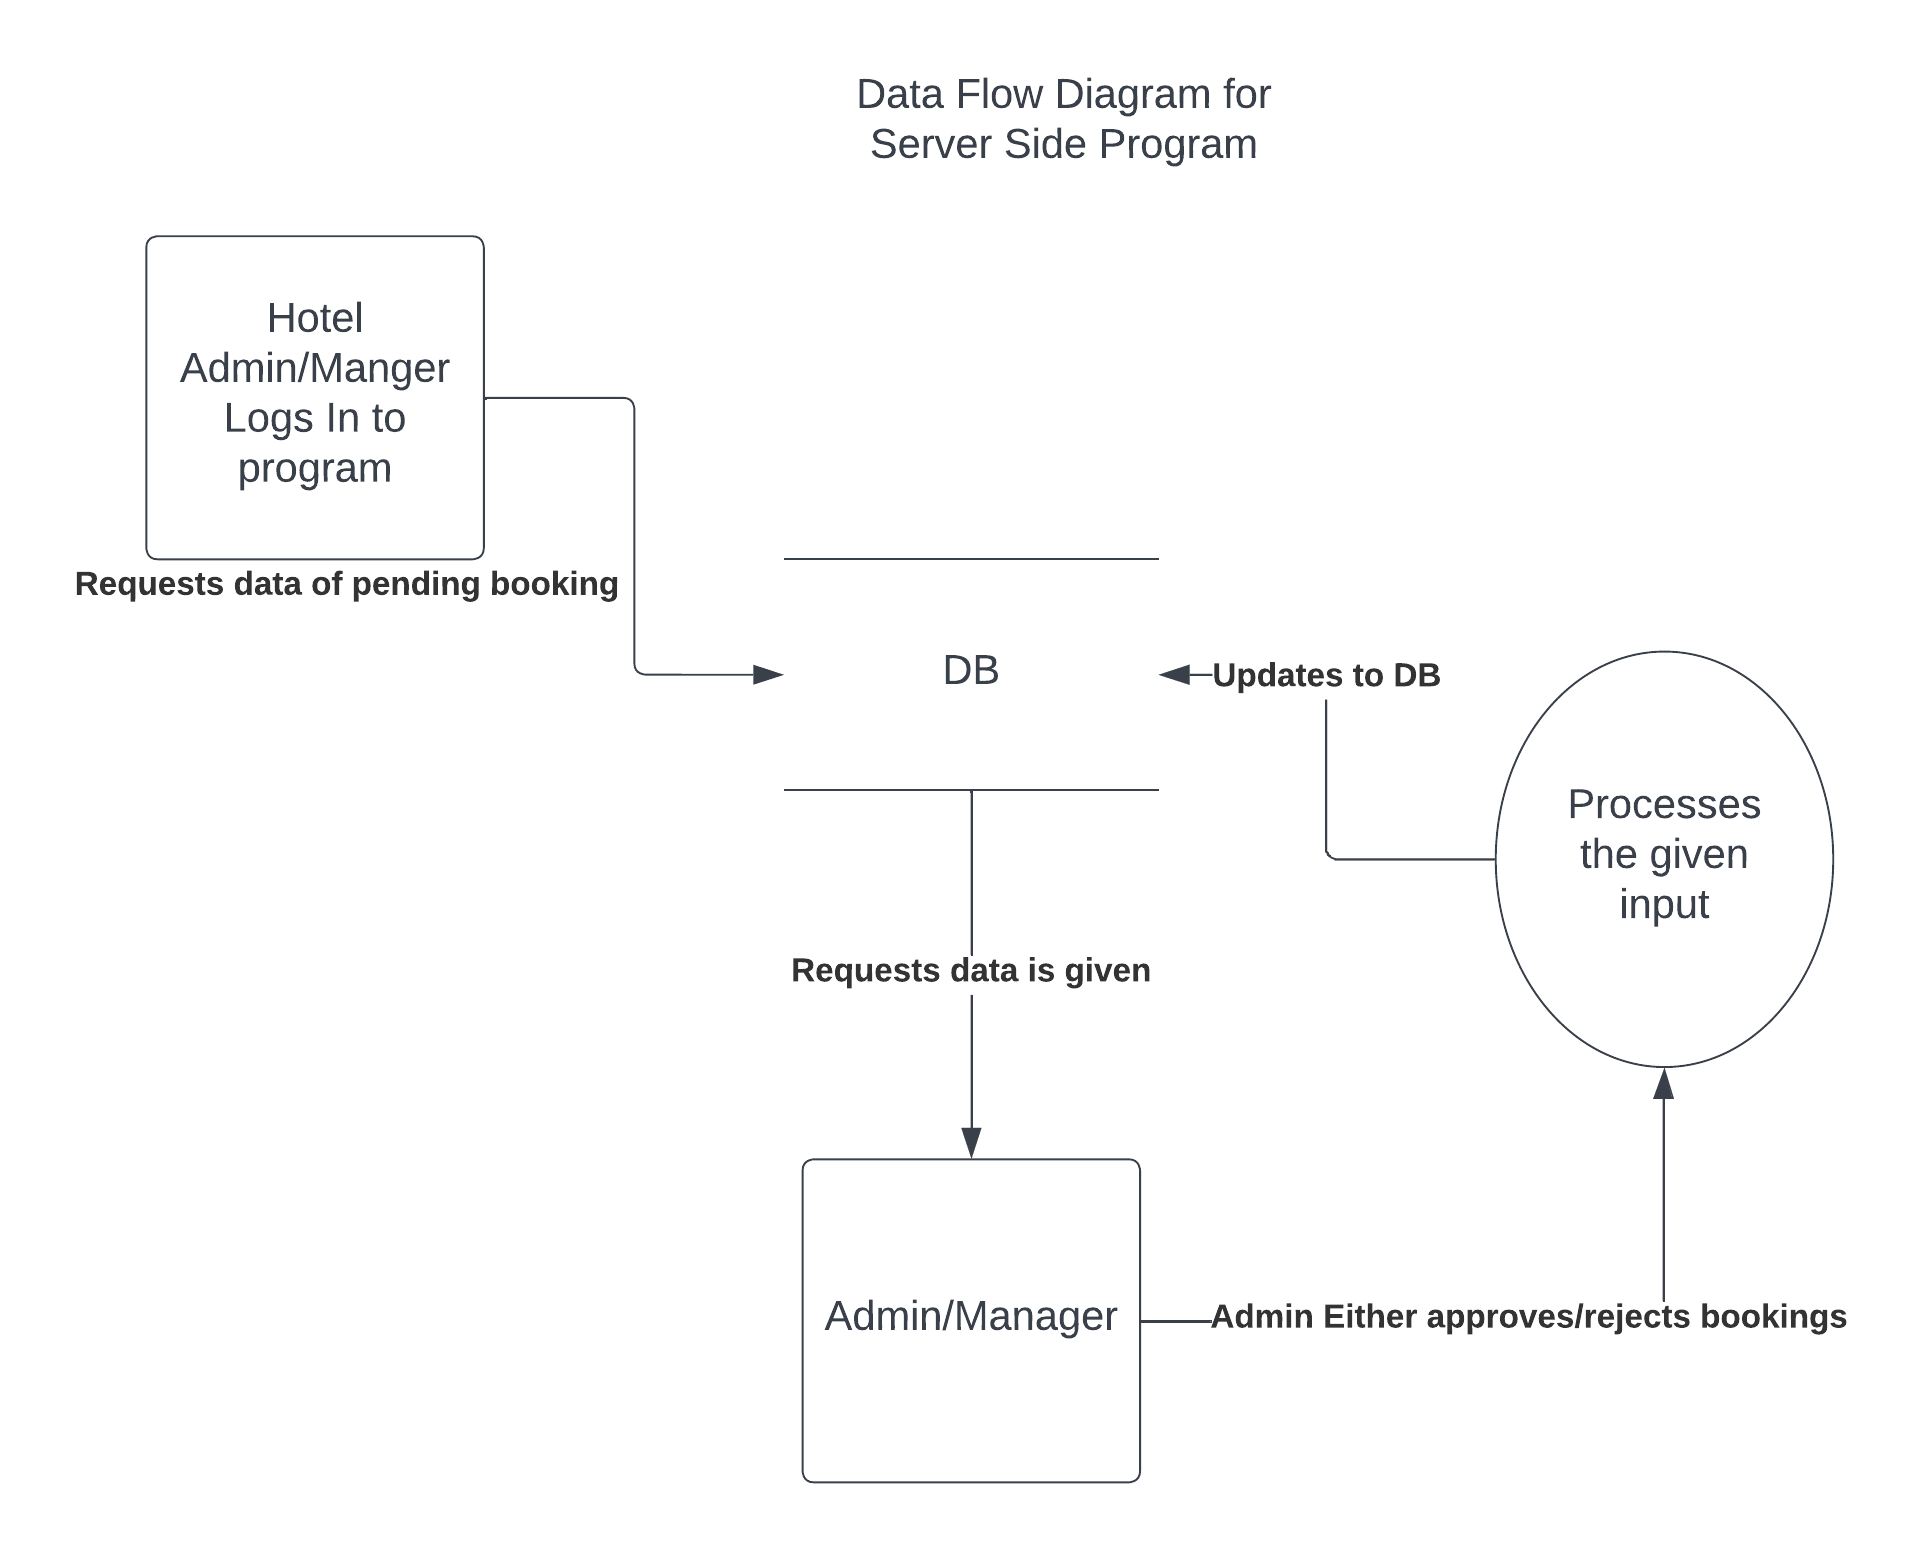 Data Flow Diagram for
Server Side Program
Hotel
Admin/Manger
Logs In to
program
Requests data of pending booking
DB
Updates to DB
Processes
the given
input
Requests data is given
Admin/Manager
Admin Either approves/rejects bookings